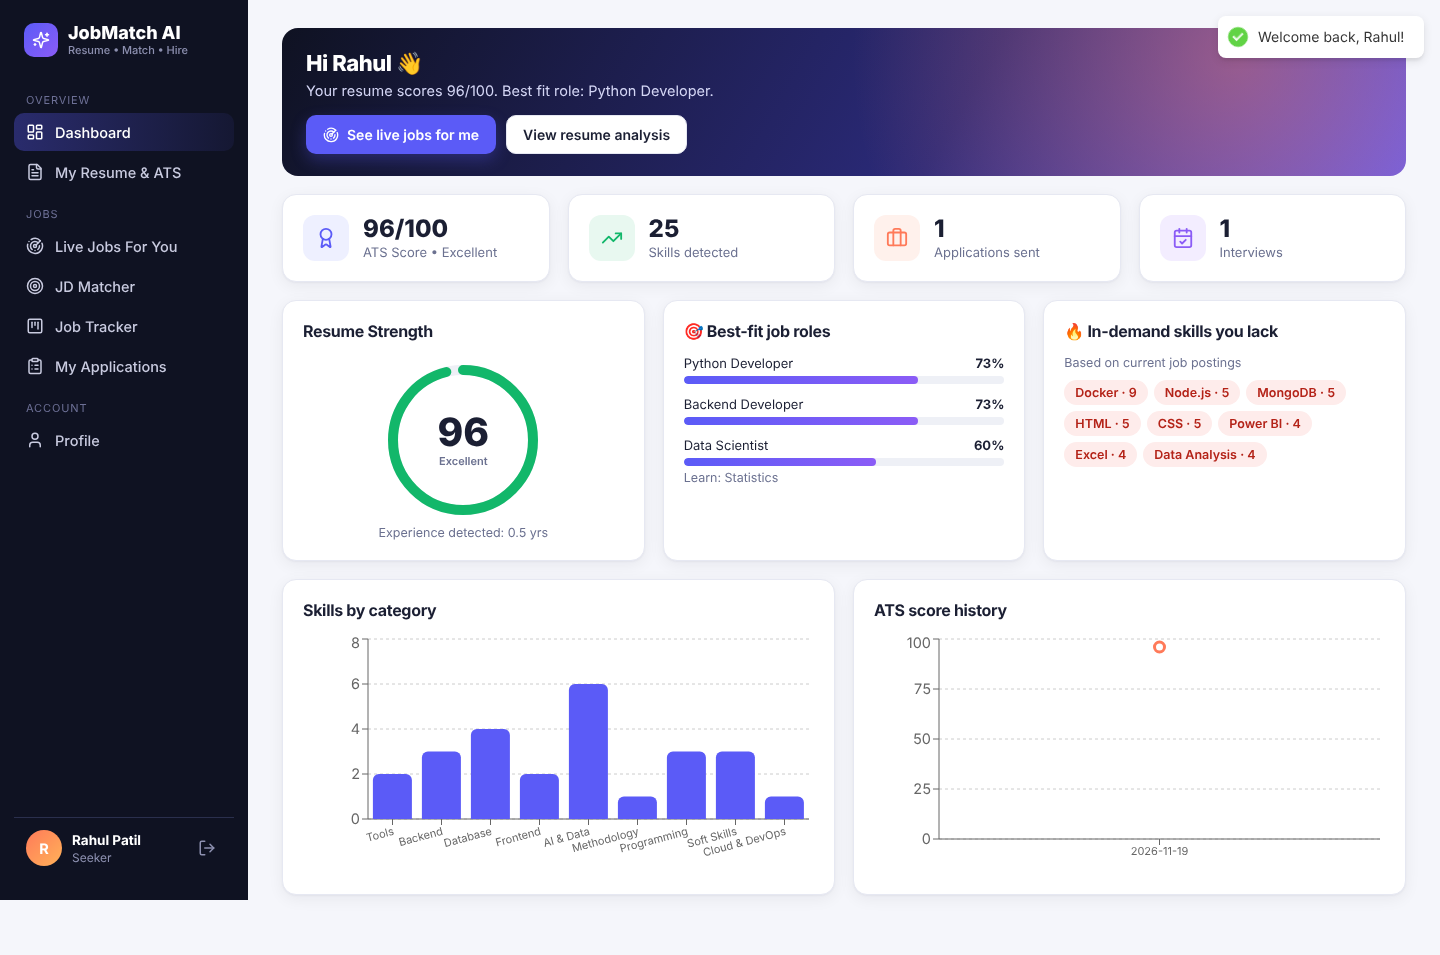 JobMatch AI
Resume • Match • Hire
OVERVIEW
Dashboard
My Resume & ATS
JOBS
Live Jobs For You
JD Matcher
Job Tracker
My Applications
ACCOUNT
Profile
R
Rahul Patil
Seeker
Welcome back, Rahul!
Hi Rahul 👋
Your resume scores 96/100. Best fit role: Python Developer.
See live jobs for me
View resume analysis
96/100
ATS Score • Excellent
25
Skills detected
1
Applications sent
1
Interviews
Resume Strength
96
Excellent
Experience detected: 0.5 yrs
🎯 Best-fit job roles
Python Developer 73%
Backend Developer 73%
Data Scientist 60%
Learn: Statistics
🔥 In-demand skills you lack
Based on current job postings
Docker · 9 Node.js · 5 MongoDB · 5
HTML · 5 CSS · 5 Power BI · 4
Excel · 4 Data Analysis · 4
Skills by category
8
6
4
2
0
Tools
Backend
Database
Frontend
AI & Data
Methodology
Programming
Soft Skills
Cloud & DevOps
ATS score history
100
75
50
25
0
2026-11-19